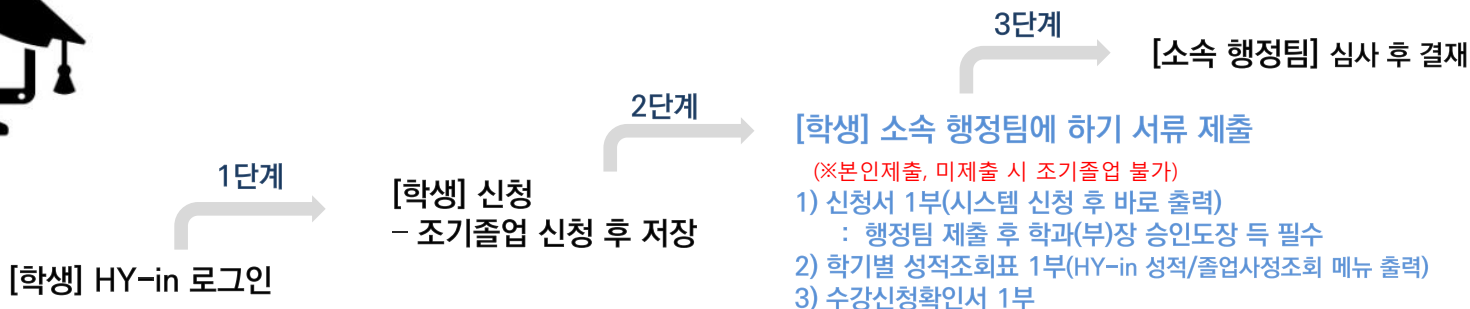 [학생] HY-in 로그인
1단계
[학생] 신청
- 조기졸업 신청 후 저장
2단계
[학생] 소속 행정팀에 하기 서류 제출
(※본인제출, 미제출 시 조기졸업 불가)
1) 신청서 1부(시스템 신청 후 바로 출력)
: 행정팀 제출 후 학과(부)장 승인도장 득 필수
2) 학기별 성적조회표 1부(HY-in 성적/졸업사정조회 메뉴 출력)
3) 수강신청확인서 1부
3단계
[소속 행정팀] 심사 후 결재